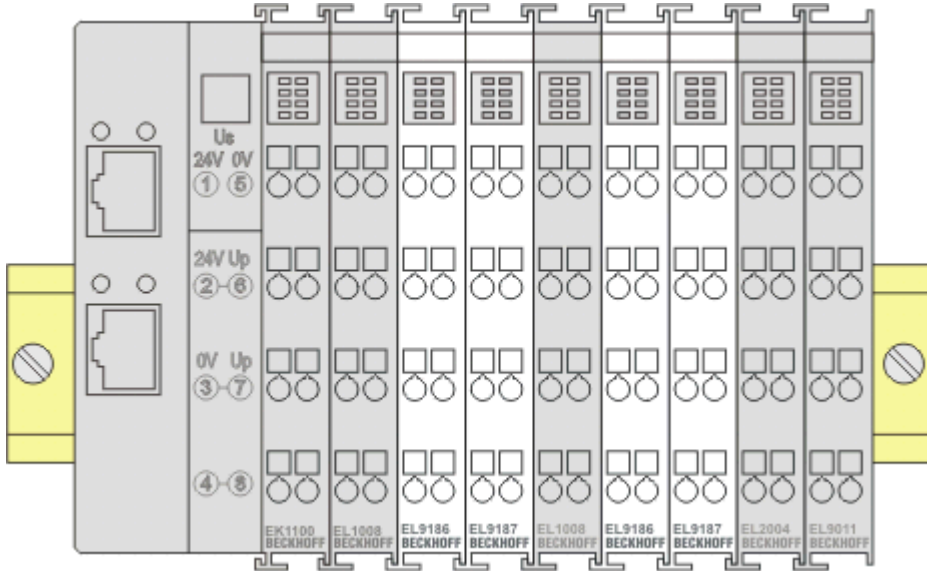 Us
24V 0V
1 5
24V Up
2 6
0V Up
3 7
4 8
EK1100 EL1008 EL9186 EL9187 EL1008 EL9186 EL9187 EL2004 EL9011
BECKHOFF BECKHOFF BECKHOFF BECKHOFF BECKHOFF BECKHOFF BECKHOFF BECKHOFF BECKHOFF